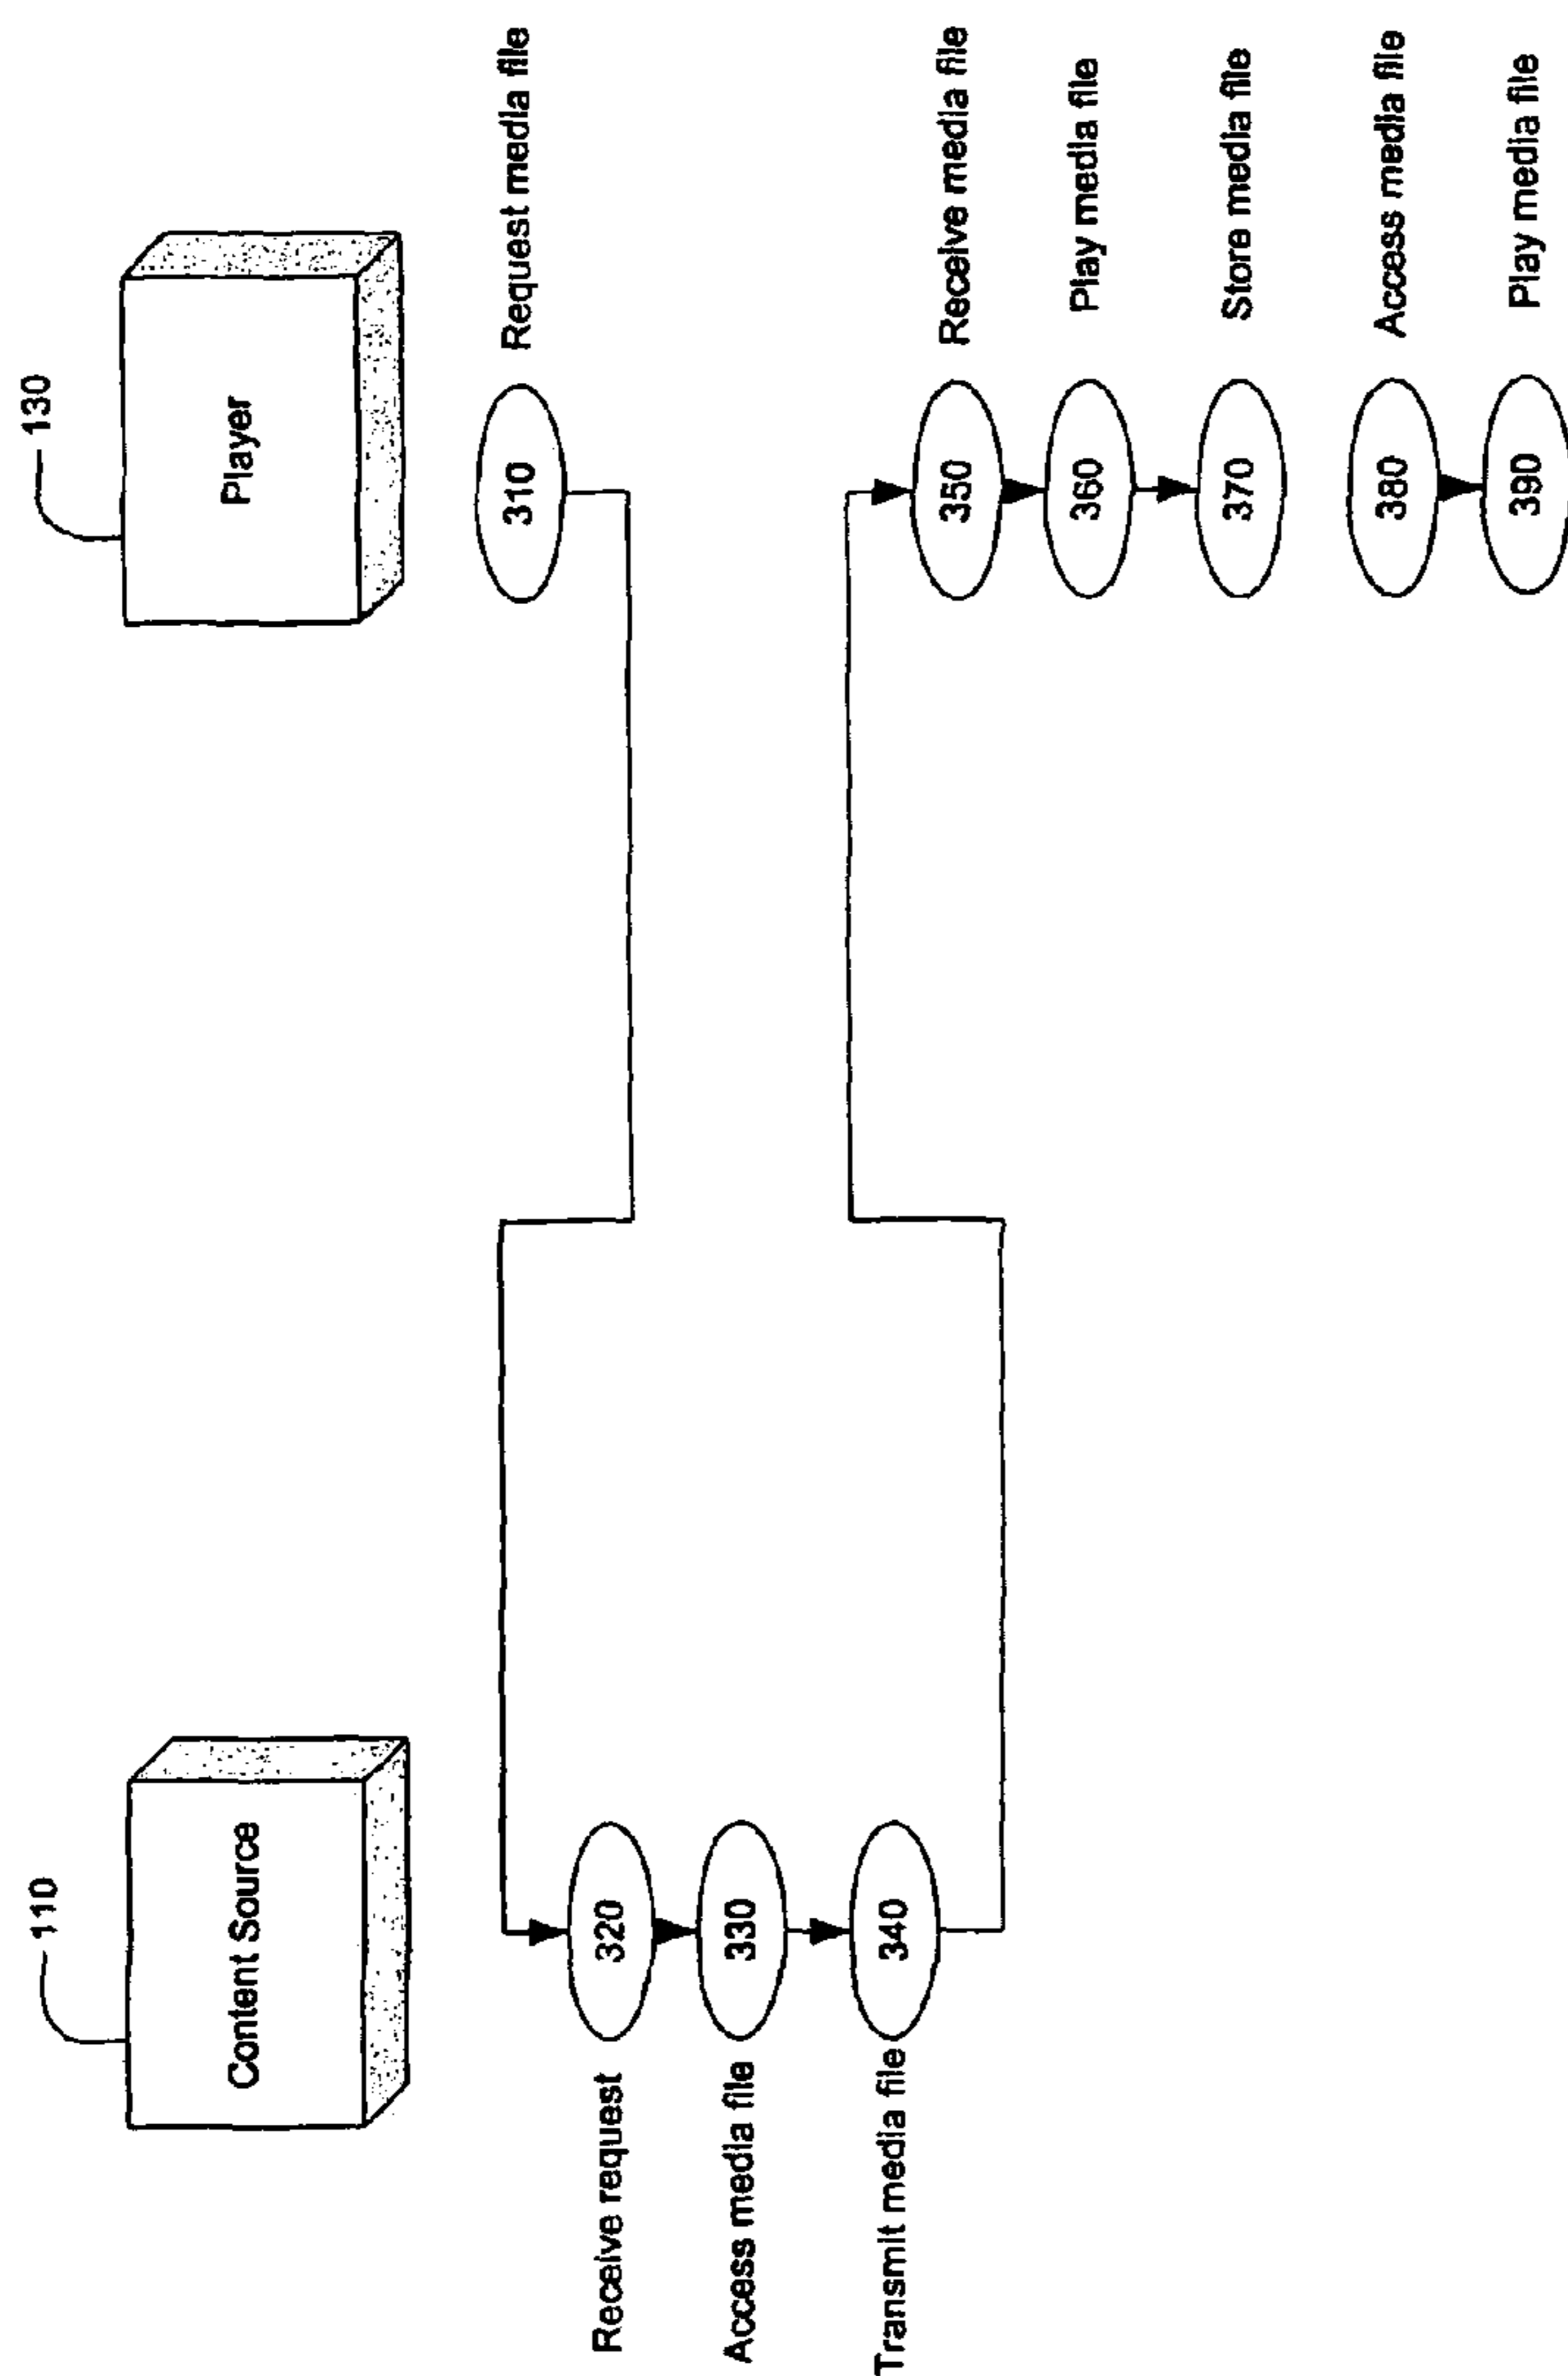 110
130
Content Source
Player
310 Request media file
Receive request 320
Access media file 330
Transmit media file 340
350 Receive media file
360 Play media file
370 Store media file
380 Access media file
390 Play media file